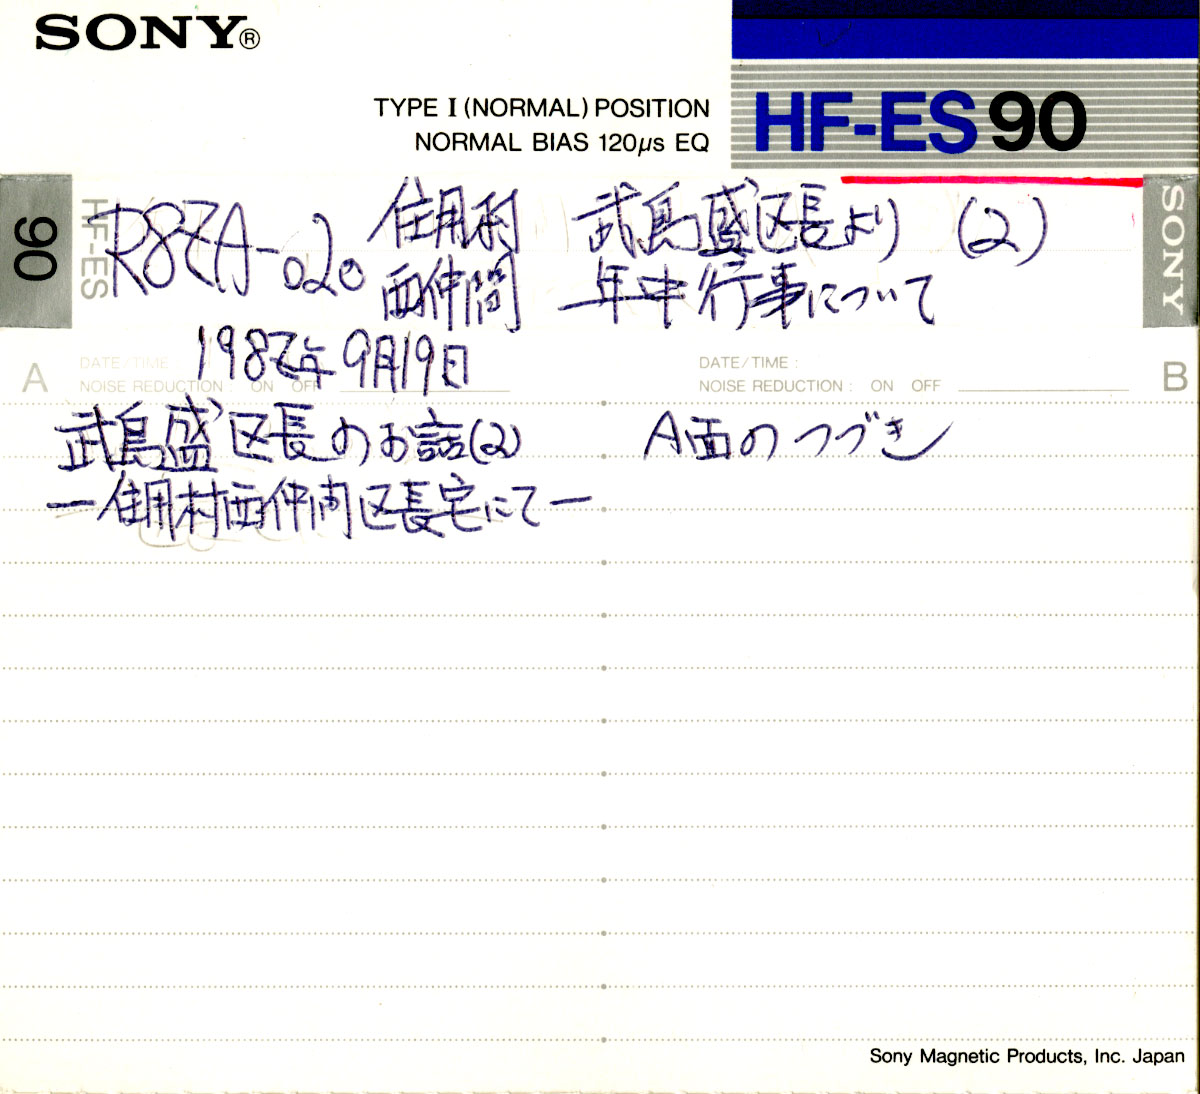 SONY®
TYPE I (NORMAL) POSITION
NORMAL BIAS 120μs EQ
HF-ES 90
90
HF-ES
R87A-020
住用村 武島盛区長より (2)
西仲間 年中行事について
SONY
1987年9月19日
A DATE/TIME :
NOISE REDUCTION : ON OFF
DATE/TIME :
NOISE REDUCTION : ON OFF
B
武島盛区長のお話(2)
A面のつづき
ー住用村西仲間区長宅にてー
Sony Magnetic Products, Inc. Japan